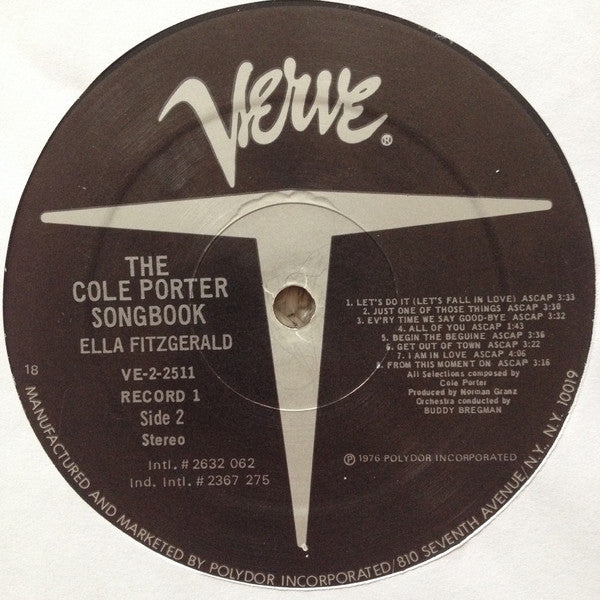 Verve®
THE
COLE PORTER
SONGBOOK
ELLA FITZGERALD
VE-2-2511
RECORD 1
Side 2
Stereo
Intl. # 2632 062
Ind. Intl. # 2367 275
18
1. LET'S DO IT (LET'S FALL IN LOVE) ASCAP 3:33
2. JUST ONE OF THOSE THINGS ASCAP 3:30
3. EV'RY TIME WE SAY GOOD-BYE ASCAP 3:32
4. ALL OF YOU ASCAP 1:43
5. BEGIN THE BEGUINE ASCAP 3:36
6. GET OUT OF TOWN ASCAP 3:22
7. I AM IN LOVE ASCAP 4:06
8. FROM THIS MOMENT ON ASCAP 3:16
All Selections composed by
Cole Porter
Produced by Norman Granz
Orchestra conducted by
BUDDY BREGMAN
℗ 1976 POLYDOR INCORPORATED
MANUFACTURED AND MARKETED BY POLYDOR INCORPORATED/810 SEVENTH AVENUE, N.Y. N.Y. 10019